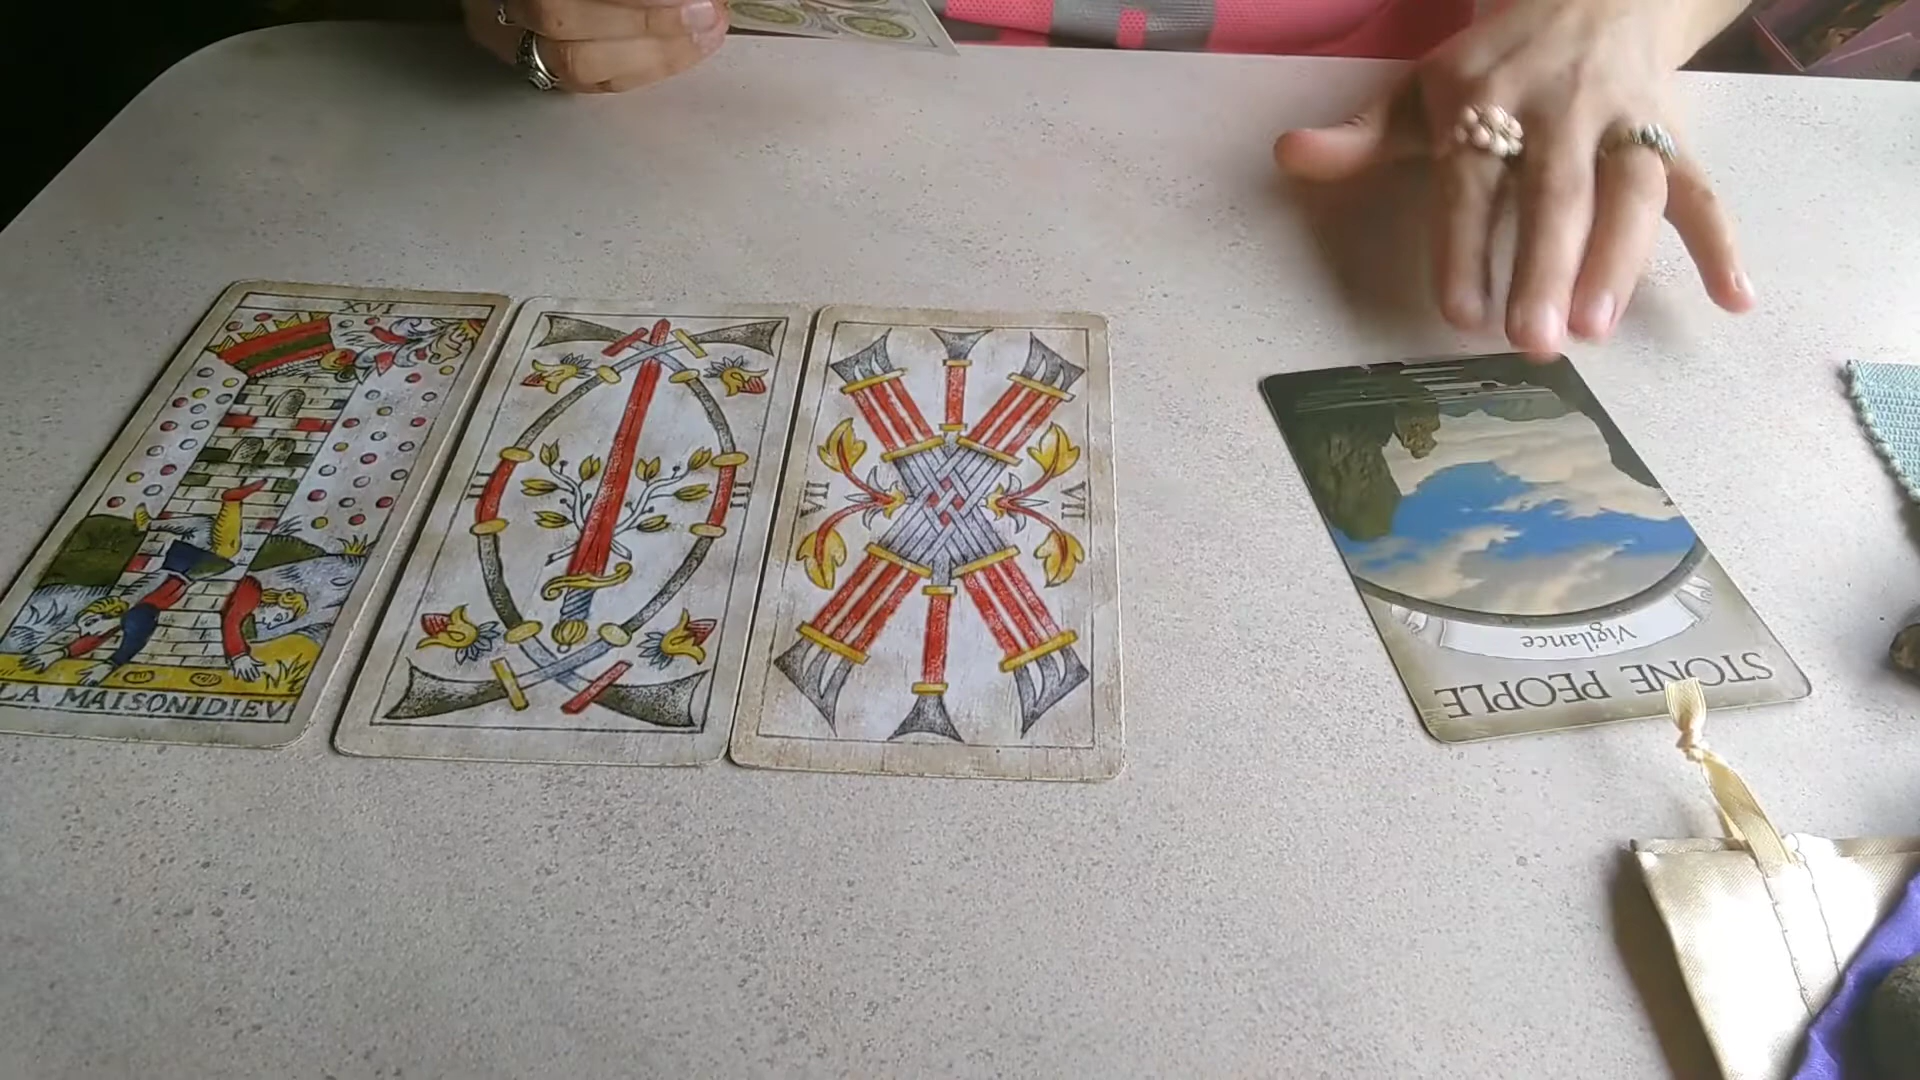 XVI
LA MAISONIDIEV
III
III
VII
VII
Vigilance
STONE PEOPLE